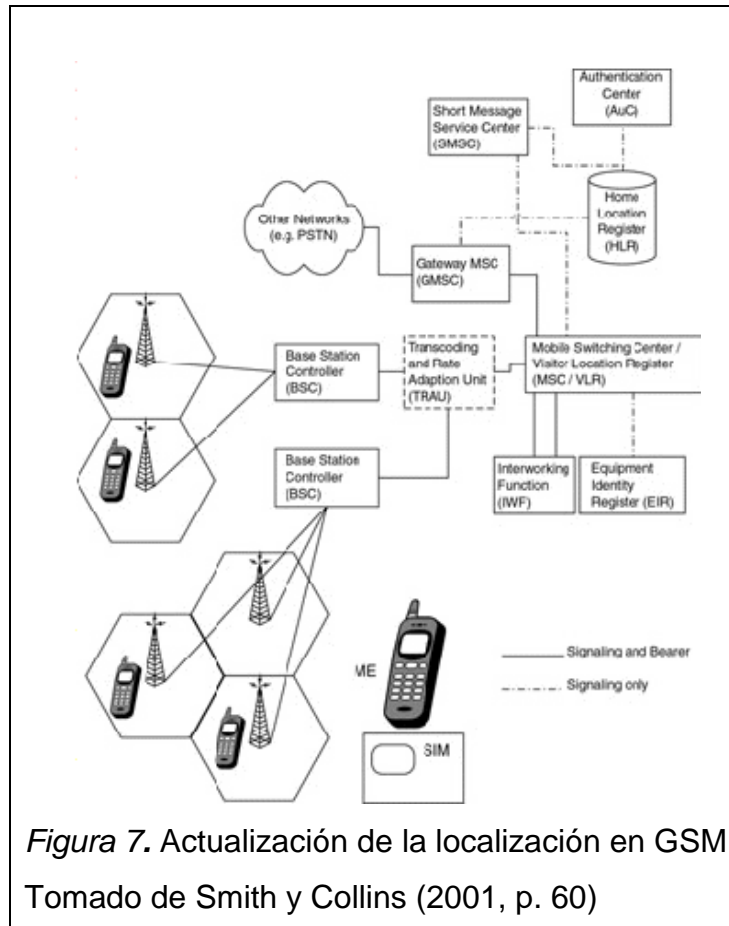 Authentication
Center
(AuC)
Short Message
Service Center
(SMSC)
Home
Location
Register
(HLR)
Other Networks
(e.g. PSTN)
Gateway MSC
(GMSC)
Base Station
Controller
(BSC)
Transcoding
and Rate
Adaption Unit
(TRAU)
Mobile Switching Center /
Visitor Location Register
(MSC / VLR)
Base Station
Controller
(BSC)
Interworking
Function
(IWF)
Equipment
Identity
Register (EIR)
ME
SIM
Signaling and Bearer
Signaling only
Figura 7. Actualización de la localización en GSM
Tomado de Smith y Collins (2001, p. 60)